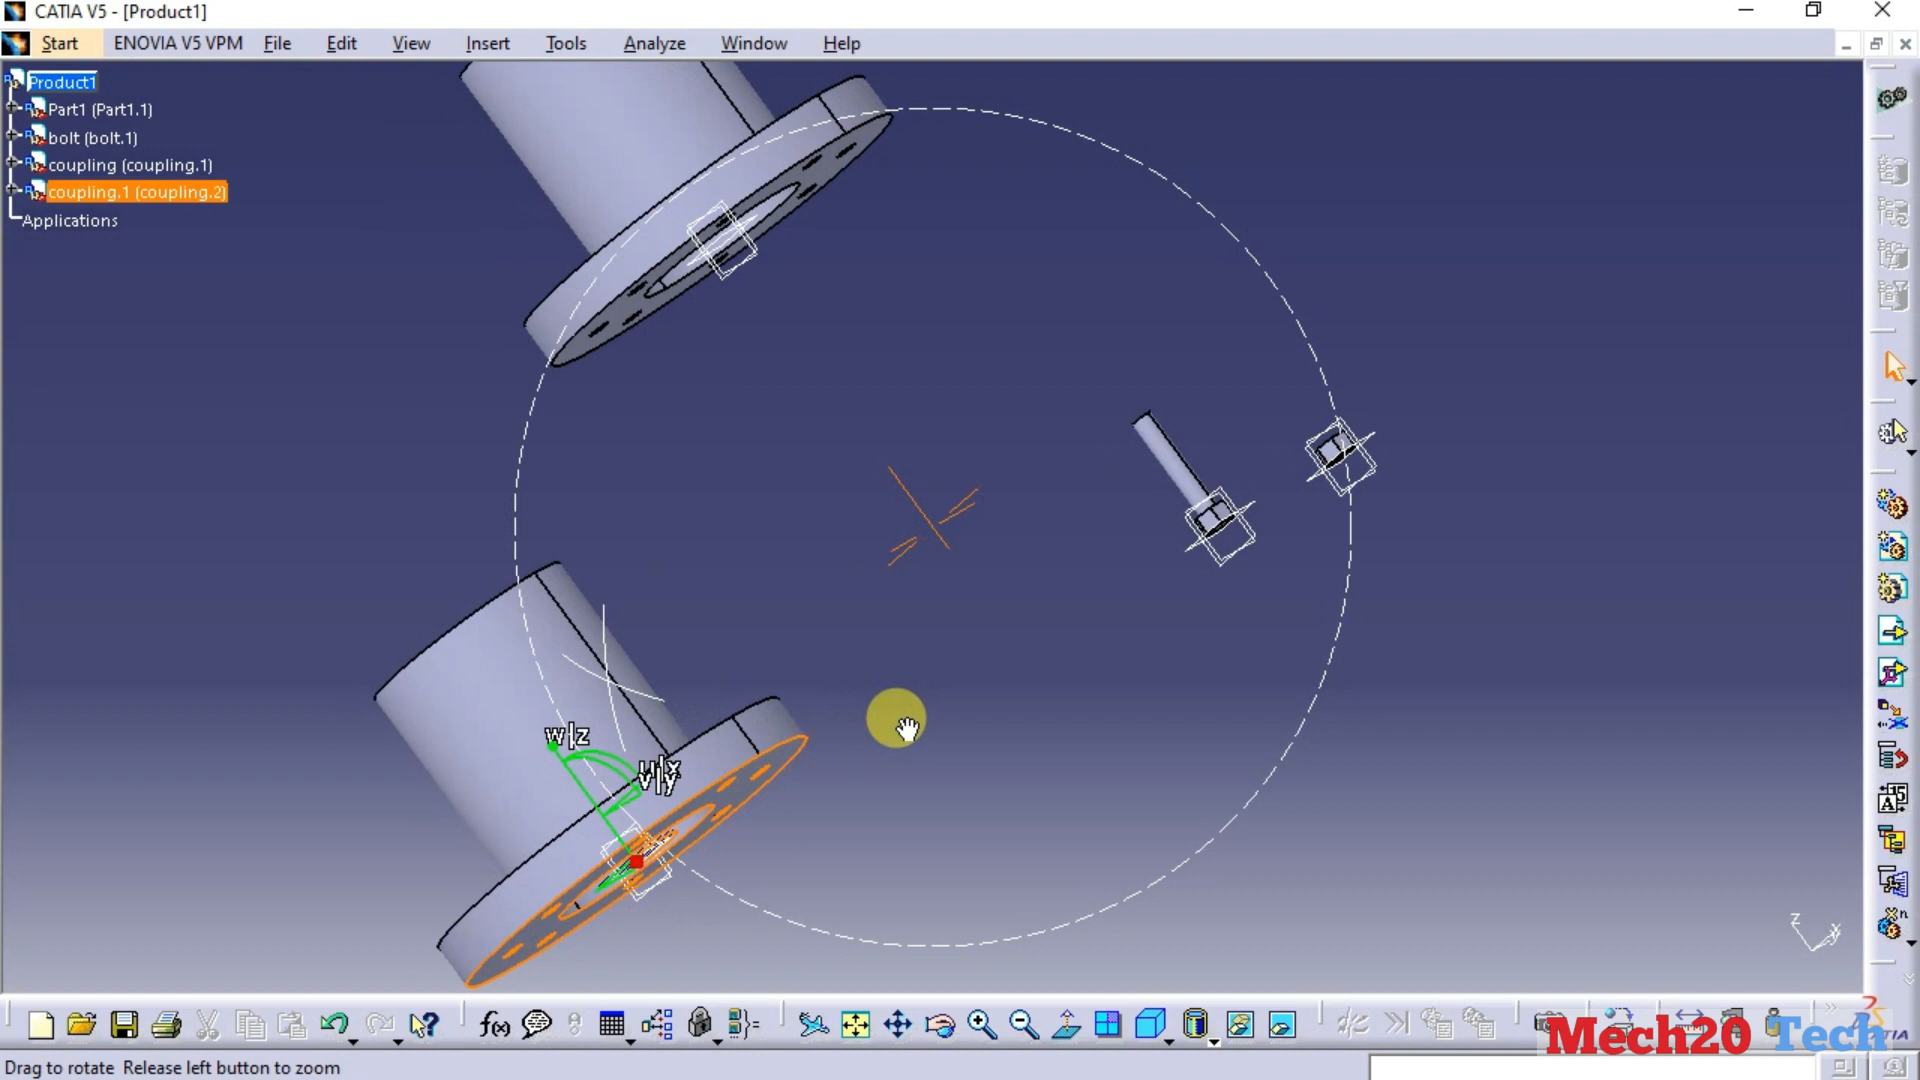 CATIA V5 - [Product1]
Start ENOVIA V5 VPM File Edit View Insert Tools Analyze Window Help
Product1
Part1 (Part1.1)
bolt (bolt.1)
coupling (coupling.1)
coupling.1 (coupling.2)
Applications
w|z
v|y
z
f(x)
Mech20 Tech
Drag to rotate Release left button to zoom